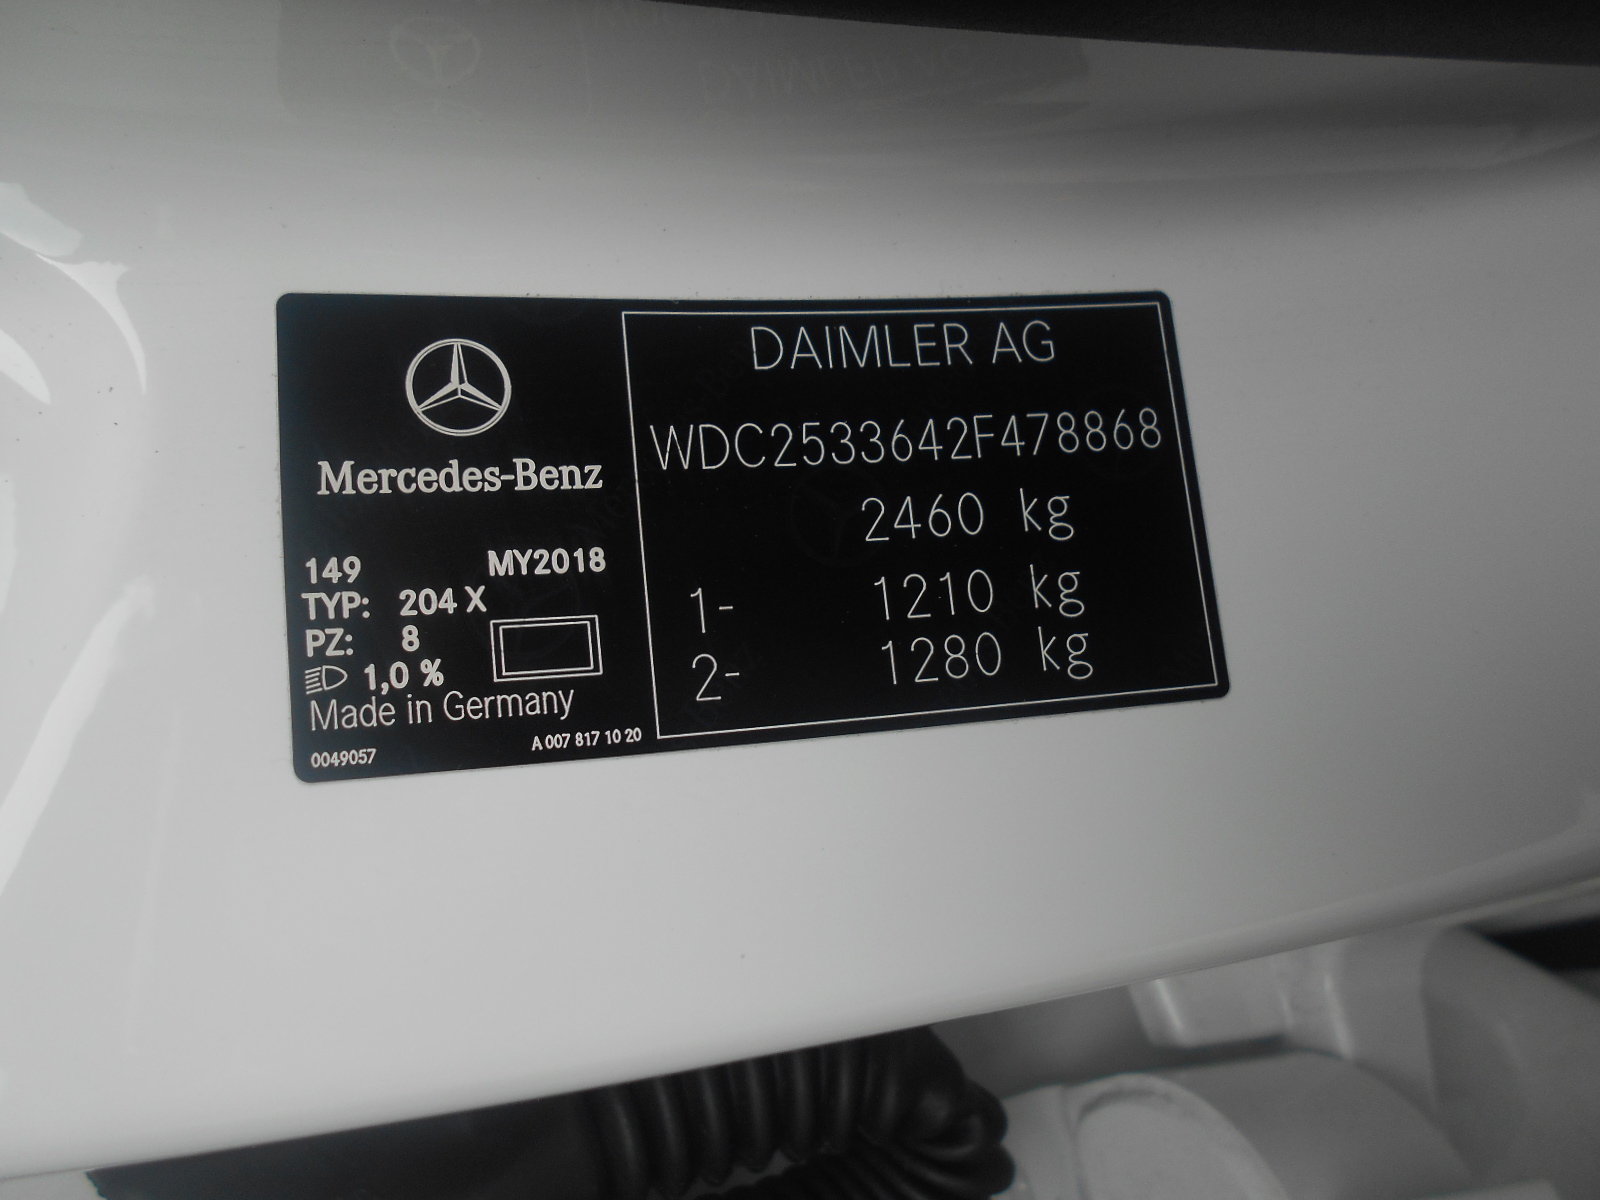 DAIMLER AG
WDC2533642F478868
2460 kg
1- 1210 kg
2- 1280 kg
Mercedes-Benz
149 MY2018
TYP: 204 X
PZ: 8
1,0 %
Made in Germany
0049057 A 007 817 10 20